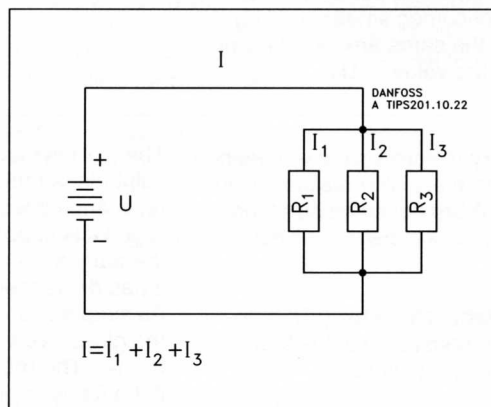 I
DANFOSS
A TIPS201.10.22
I₁ I₂ I₃
+
U R₁ R₂ R₃
−
I=I₁+I₂+I₃